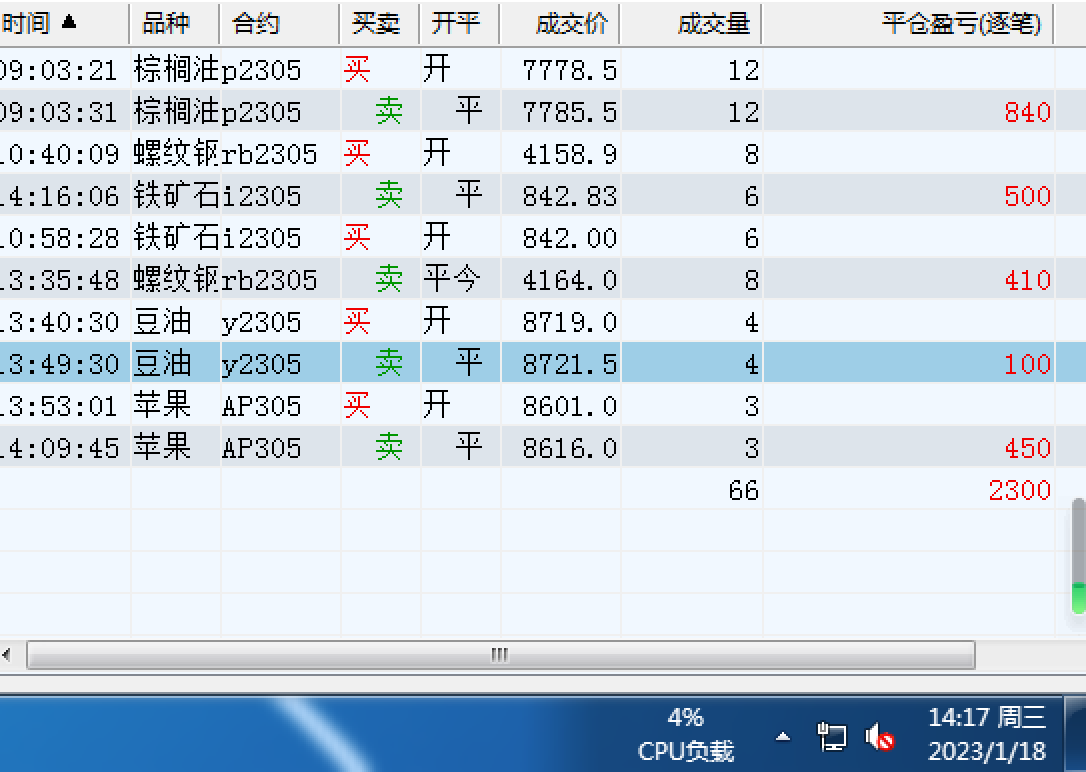 时间 ▲ 品种 合约 买卖 开平 成交价 成交量 平仓盈亏(逐笔)
09:03:21 棕榈油 p2305 买 开 7778.5 12
09:03:31 棕榈油 p2305 卖 平 7785.5 12 840
10:40:09 螺纹钢 rb2305 买 开 4158.9 8
14:16:06 铁矿石 i2305 卖 平 842.83 6 500
10:58:28 铁矿石 i2305 买 开 842.00 6
13:35:48 螺纹钢 rb2305 卖 平今 4164.0 8 410
13:40:30 豆油 y2305 买 开 8719.0 4
13:49:30 豆油 y2305 卖 平 8721.5 4 100
13:53:01 苹果 AP305 买 开 8601.0 3
14:09:45 苹果 AP305 卖 平 8616.0 3 450
66 2300
4% 14:17 周三
CPU负载 2023/1/18